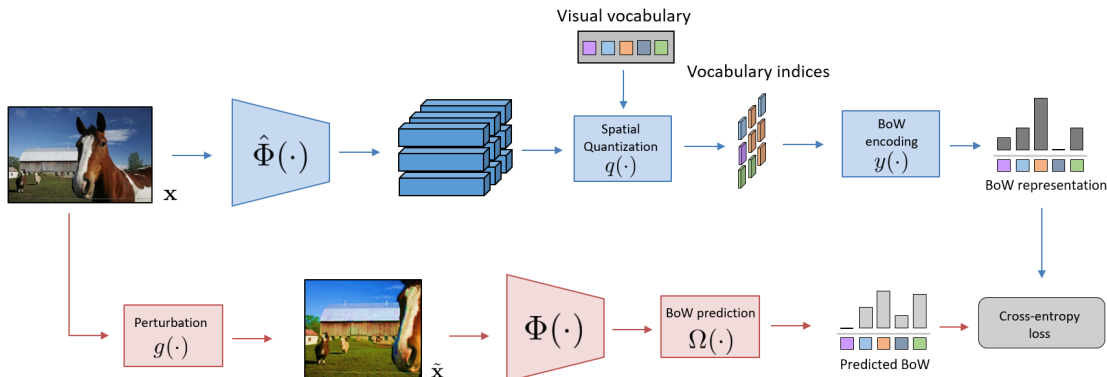 Visual vocabulary
Vocabulary indices
x
Φ̂(·)
Spatial
Quantization
q(·)
BoW
encoding
y(·)
BoW representation
Perturbation
g(·)
x̃
Φ(·)
BoW prediction
Ω(·)
Predicted BoW
Cross-entropy
loss